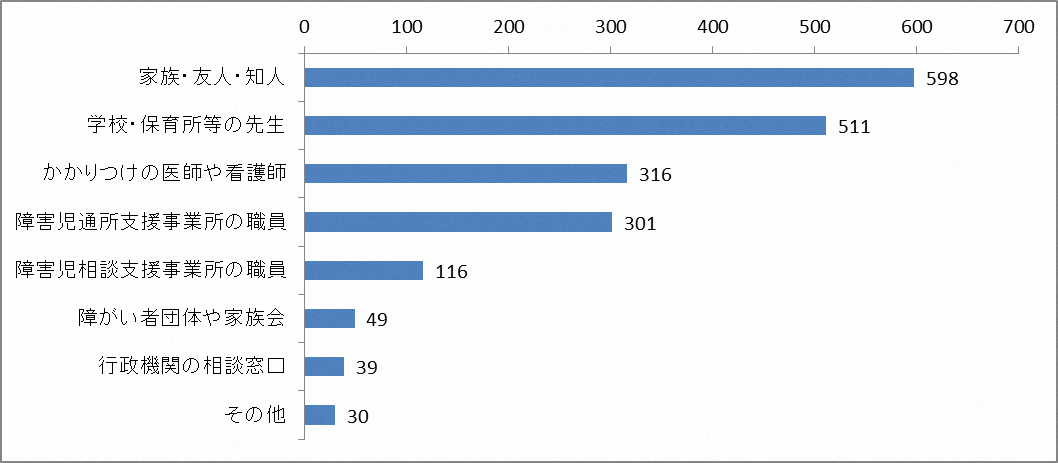 0 100 200 300 400 500 600 700
家族・友人・知人 598
学校・保育所等の先生 511
かかりつけの医師や看護師 316
障害児通所支援事業所の職員 301
障害児相談支援事業所の職員 116
障がい者団体や家族会 49
行政機関の相談窓口 39
その他 30